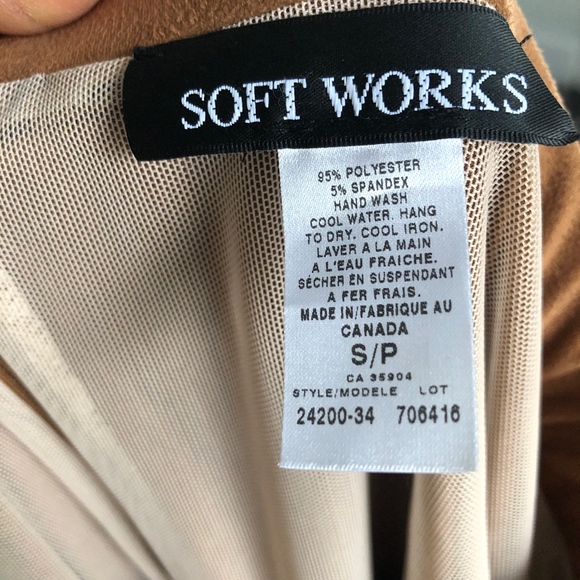 SOFT WORKS
95% POLYESTER
5% SPANDEX
HAND WASH
COOL WATER. HANG
TO DRY. COOL IRON.
LAVER A LA MAIN
A L'EAU FRAICHE.
SÉCHER EN SUSPENDANT
A FER FRAIS.
MADE IN/FABRIQUE AU
CANADA
S/P
CA 35904
STYLE/MODELE LOT
24200-34 706416